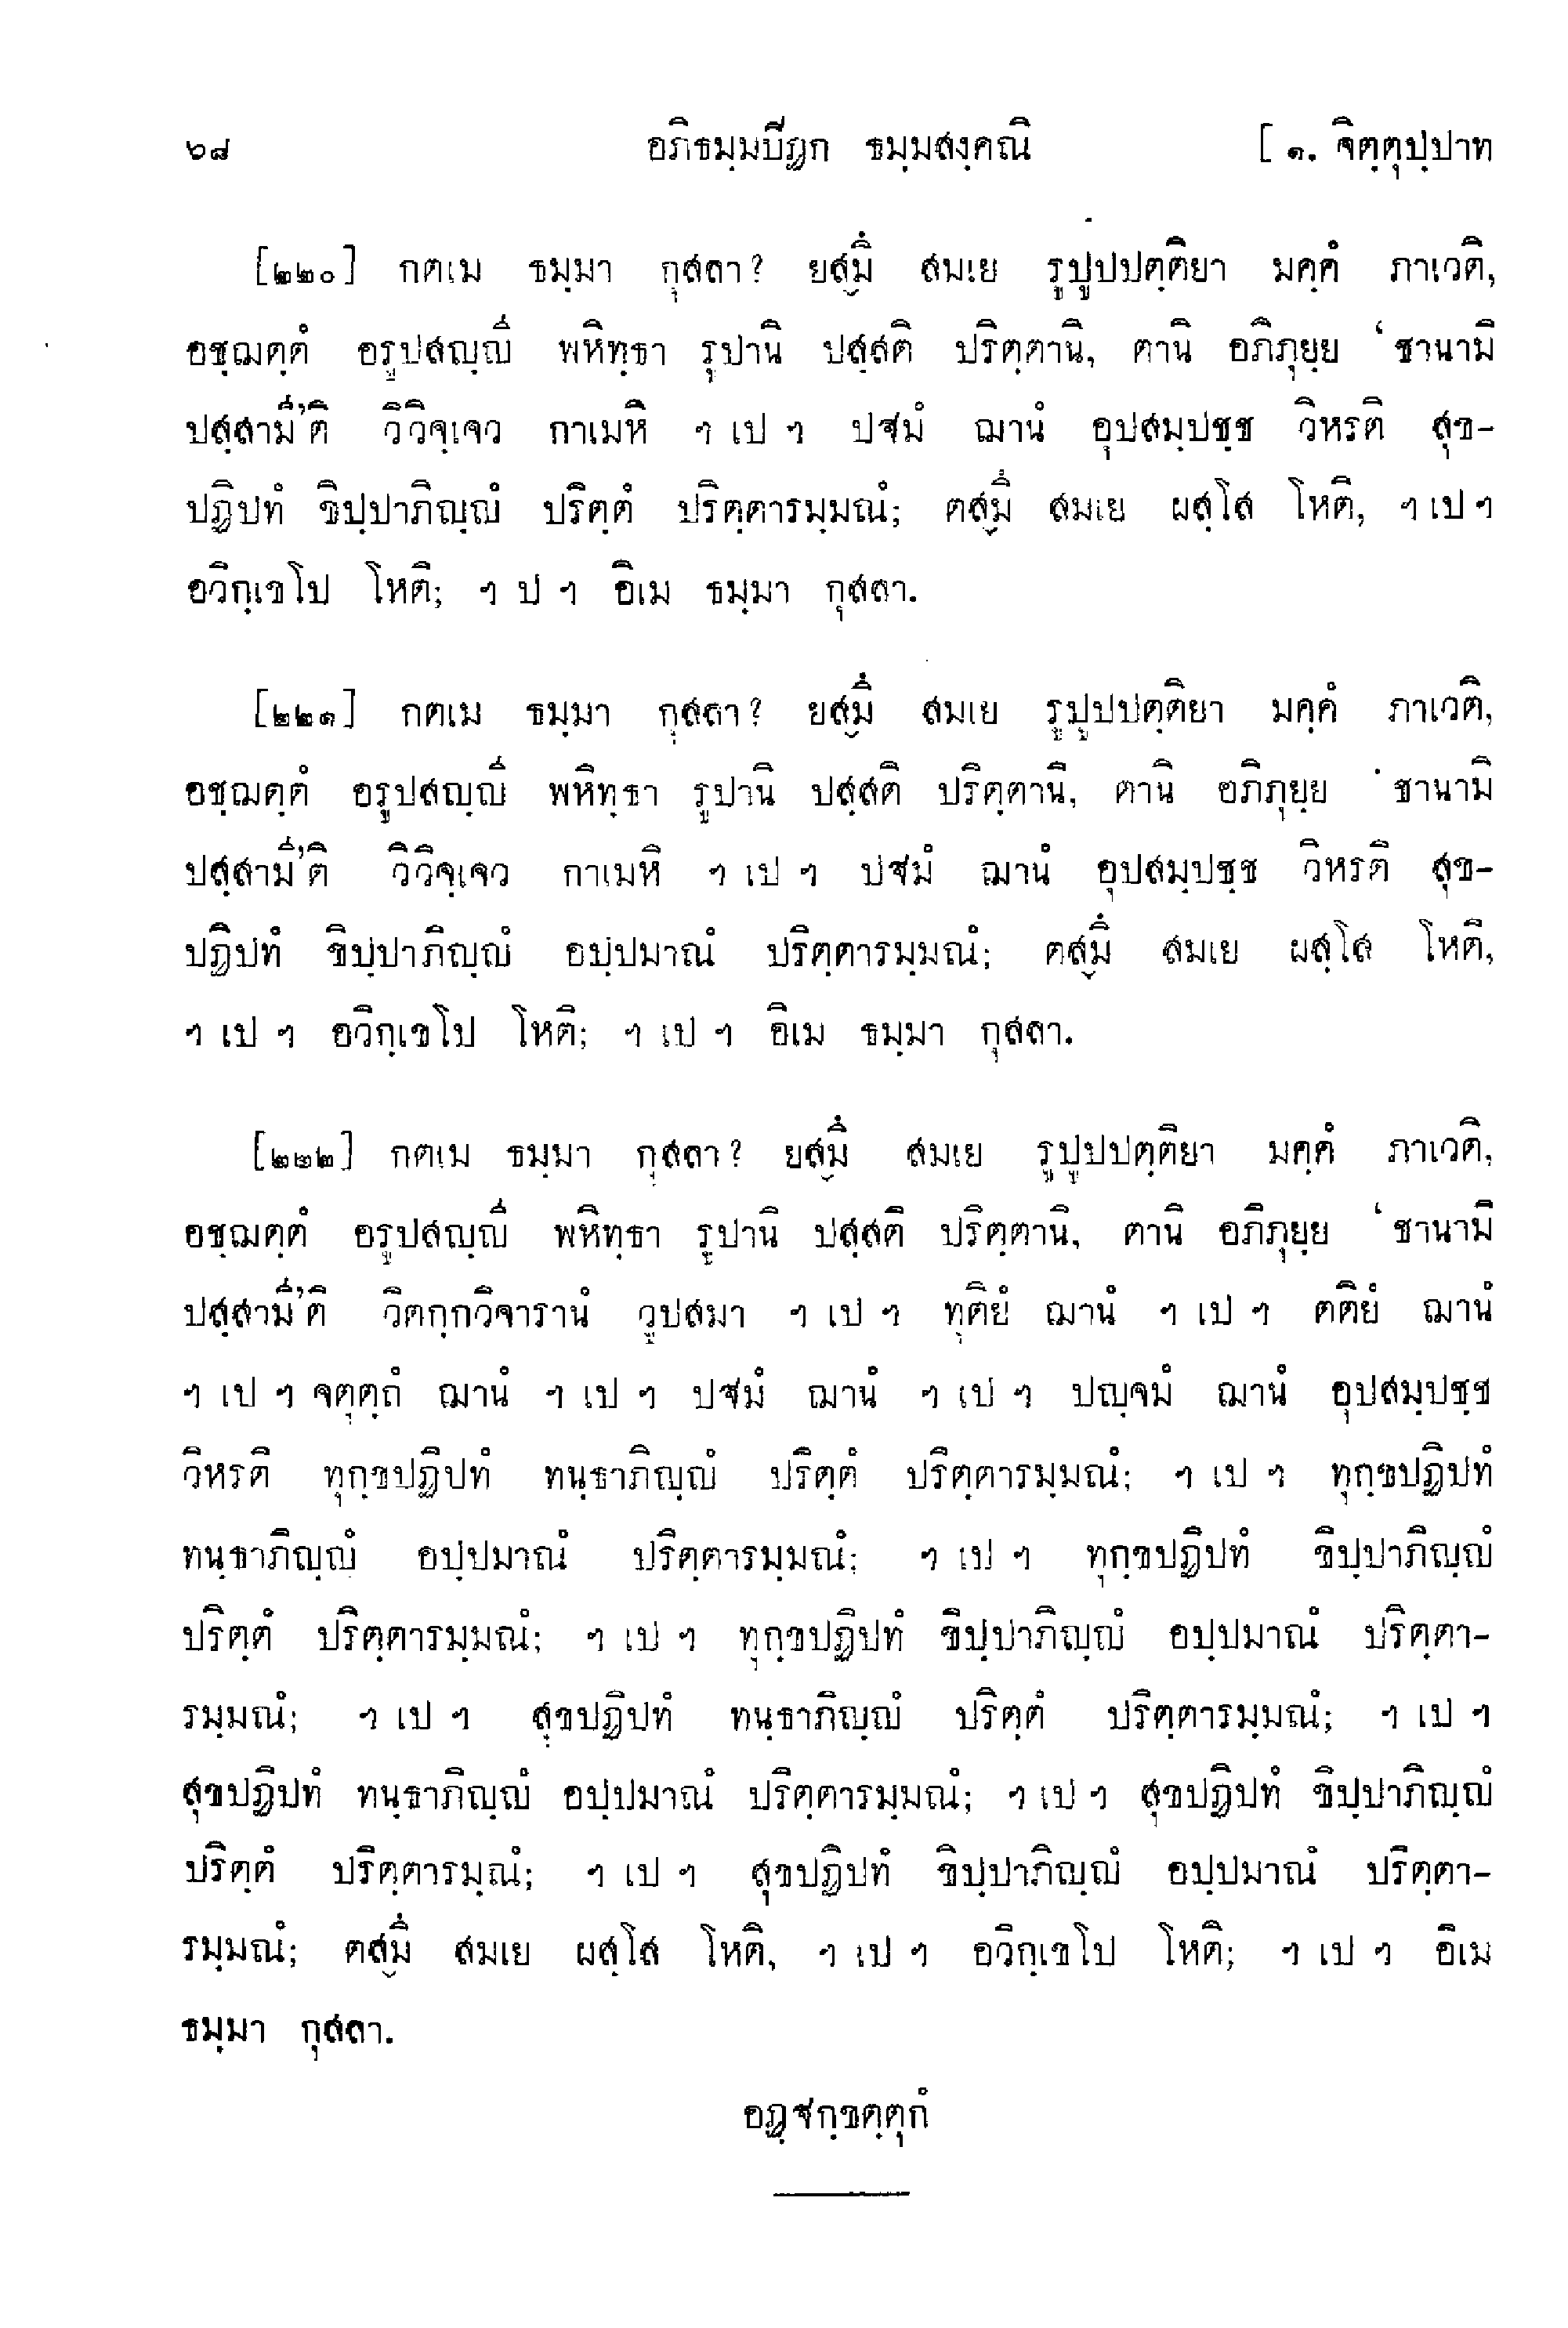 ๖๘ อภิธมฺมปีฏก ธมฺมสงฺคณิ [ ๑. จิตฺตุปฺปาท
[๒๒๐] กตเม ธมฺมา กุสลา? ยสฺมึ สมเย รูปูปปตฺติยา มคฺคํ ภาเวติ,
อชฺฌตฺตํ อรูปสญฺญี พหิทฺธา รูปานิ ปสฺสติ ปริตฺตานิ, ตานิ อภิภุยฺย ‘ชานามิ
ปสฺสามี’ติ วิวิจฺเจว กาเมหิ ฯ เป ฯ ปฐมํ ฌานํ อุปสมฺปชฺช วิหรติ สุข-
ปฏิปทํ ขิปฺปาภิญฺญํ ปริตฺตํ ปริตฺตารมฺมณํ; ตสฺมึ สมเย ผสฺโส โหติ, ฯ เป ฯ
อวิกฺเขโป โหติ; ฯ ป ฯ อิเม ธมฺมา กุสลา.
[๒๒๑] กตเม ธมฺมา กุสลา? ยสฺมึ สมเย รูปูปปตฺติยา มคฺคํ ภาเวติ,
อชฺฌตฺตํ อรูปสญฺญี พหิทฺธา รูปานิ ปสฺสติ ปริตฺตานิ, ตานิ อภิภุยฺย ‘ชานามิ
ปสฺสามี’ติ วิวิจฺเจว กาเมหิ ฯ เป ฯ ปฐมํ ฌานํ อุปสมฺปชฺช วิหรติ สุข-
ปฏิปทํ ขิปฺปาภิญฺญํ อปฺปมาณํ ปริตฺตารมฺมณํ; ตสฺมึ สมเย ผสฺโส โหติ,
ฯ เป ฯ อวิกฺเขโป โหติ; ฯ เป ฯ อิเม ธมฺมา กุสลา.
[๒๒๒] กตเม ธมฺมา กุสลา? ยสฺมึ สมเย รูปูปปตฺติยา มคฺคํ ภาเวติ,
อชฺฌตฺตํ อรูปสญฺญี พหิทฺธา รูปานิ ปสฺสติ ปริตฺตานิ, ตานิ อภิภุยฺย ‘ชานามิ
ปสฺสามี’ติ วิตกฺกวิจารานํ วูปสมา ฯ เป ฯ ทุติยํ ฌานํ ฯ เป ฯ ตติยํ ฌานํ
ฯ เป ฯ จตุตฺถํ ฌานํ ฯ เป ฯ ปฐมํ ฌานํ ฯ เป ฯ ปญฺจมํ ฌานํ อุปสมฺปชฺช
วิหรติ ทุกฺขปฏิปทํ ทนฺธาภิญฺญํ ปริตฺตํ ปริตฺตารมฺมณํ; ฯ เป ฯ ทุกฺขปฏิปทํ
ทนฺธาภิญฺญํ อปฺปมาณํ ปริตฺตารมฺมณํ; ฯ เป ฯ ทุกฺขปฏิปทํ ขิปฺปาภิญฺญํ
ปริตฺตํ ปริตฺตารมฺมณํ; ฯ เป ฯ ทุกฺขปฏิปทํ ขิปฺปาภิญฺญํ อปฺปมาณํ ปริตฺตา-
รมฺมณํ; ฯ เป ฯ สุขปฏิปทํ ทนฺธาภิญฺญํ ปริตฺตํ ปริตฺตารมฺมณํ; ฯ เป ฯ
สุขปฏิปทํ ทนฺธาภิญฺญํ อปฺปมาณํ ปริตฺตารมฺมณํ; ฯ เป ฯ สุขปฏิปทํ ขิปฺปาภิญฺญํ
ปริตฺตํ ปริตฺตารมฺณํ; ฯ เป ฯ สุขปฏิปทํ ขิปฺปาภิญฺญํ อปฺปมาณํ ปริตฺตา-
รมฺมณํ; ตสฺมึ สมเย ผสฺโส โหติ, ฯ เป ฯ อวิกฺเขโป โหติ; ฯ เป ฯ อิเม
ธมฺมา กุสลา.
อฏฺฐกฺขตฺตุกํ